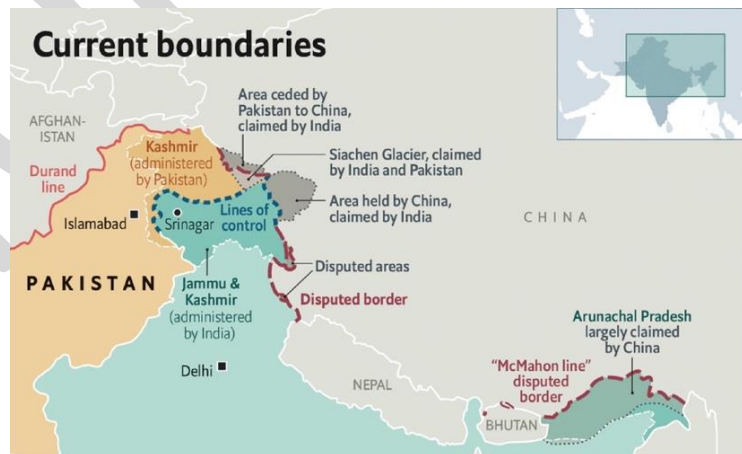 Current boundaries
AFGHAN-
ISTAN
Durand
line
Kashmir
(administered
by Pakistan)
Area ceded by
Pakistan to China,
claimed by India
Siachen Glacier, claimed
by India and Pakistan
Area held by China,
claimed by India
CHINA
Islamabad
Srinagar
Lines of
control
PAKISTAN
Jammu &
Kashmir
(administered
by India)
Disputed areas
Disputed border
Delhi
NEPAL
"McMahon line"
disputed
border
BHUTAN
Arunachal Pradesh
largely claimed
by China